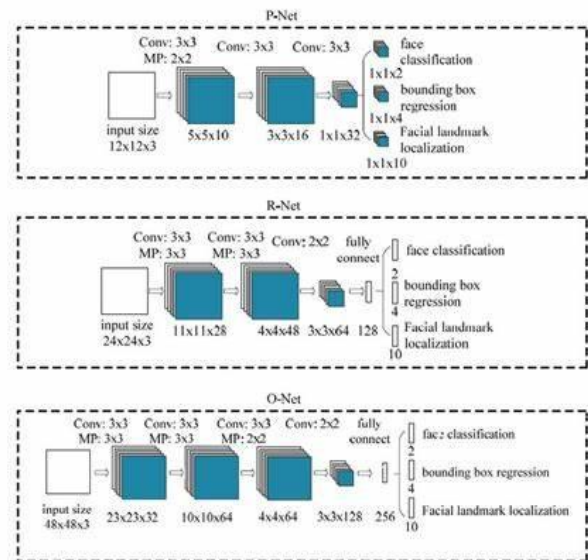 P-Net
Conv: 3x3 Conv: 3x3 Conv: 3x3
MP: 2x2
face
classification
1x1x2
bounding box
regression
1x1x4
Facial landmark
localization
1x1x10
input size
12x12x3
5x5x10
3x3x16
1x1x32
R-Net
Conv: 3x3 Conv: 3x3 Conv: 2x2 fully
MP: 3x3 MP: 3x3 connect
face classification
2
bounding box
regression
4
Facial landmark
localization
10
input size
24x24x3
11x11x28
4x4x48
3x3x64
128
O-Net
Conv: 3x3 Conv: 3x3 Conv: 3x3 Conv: 2x2 fully
MP: 3x3 MP: 3x3 MP: 2x2 connect
face classification
2
bounding box regression
4
Facial landmark localization
10
input size
48x48x3
23x23x32
10x10x64
4x4x64
3x3x128
256